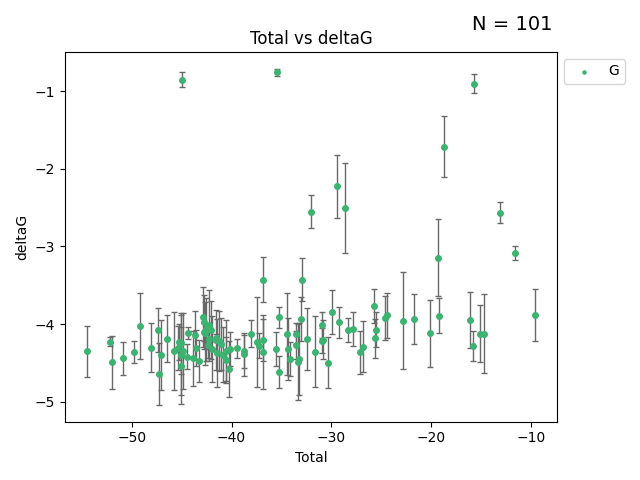 N = 101
Total vs deltaG
G
−1
−2
−3
−4
−5
deltaG
−50 −40 −30 −20 −10
Total